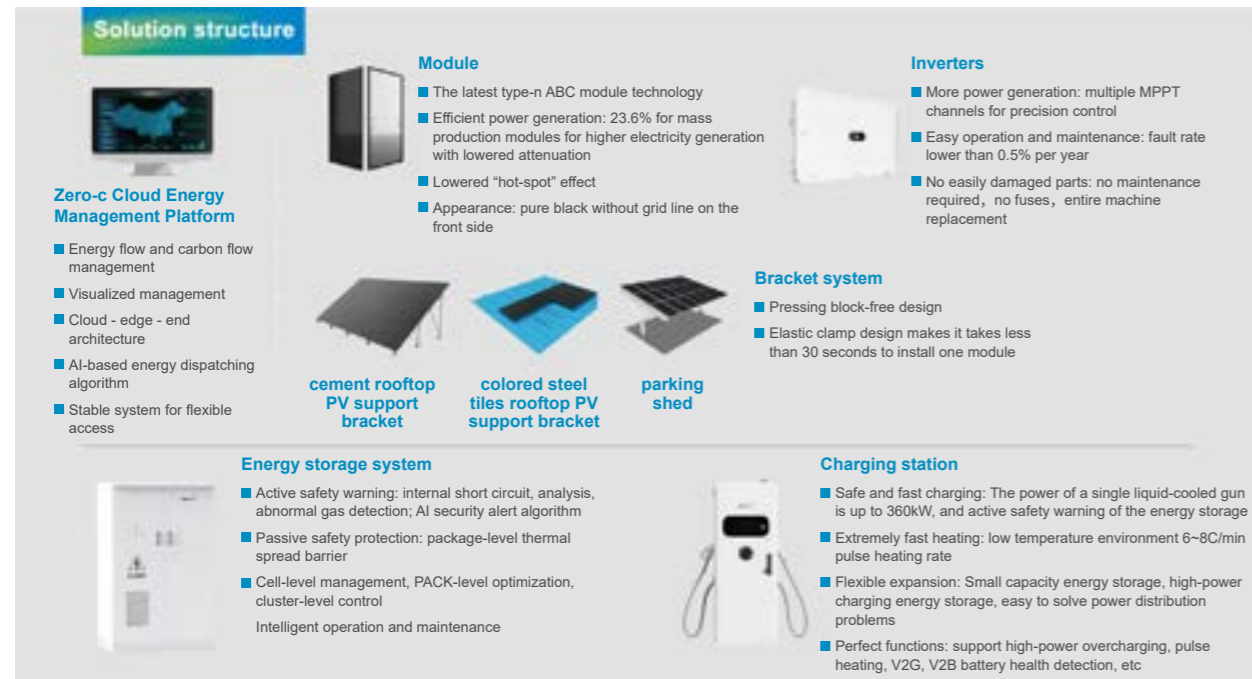 Solution structure
Zero-c Cloud Energy
Management Platform
Energy flow and carbon flow
management
Visualized management
Cloud - edge - end
architecture
AI-based energy dispatching
algorithm
Stable system for flexible
access
Module
The latest type-n ABC module technology
Efficient power generation: 23.6% for mass
production modules for higher electricity generation
with lowered attenuation
Lowered “hot-spot” effect
Appearance: pure black without grid line on the
front side
Inverters
More power generation: multiple MPPT
channels for precision control
Easy operation and maintenance: fault rate
lower than 0.5% per year
No easily damaged parts: no maintenance
required，no fuses，entire machine
replacement
cement rooftop
PV support
bracket
colored steel
tiles rooftop PV
support bracket
parking
shed
Bracket system
Pressing block-free design
Elastic clamp design makes it takes less
than 30 seconds to install one module
Energy storage system
Active safety warning: internal short circuit, analysis,
abnormal gas detection; AI security alert algorithm
Passive safety protection: package-level thermal
spread barrier
Cell-level management, PACK-level optimization,
cluster-level control
Intelligent operation and maintenance
Charging station
Safe and fast charging: The power of a single liquid-cooled gun
is up to 360kW, and active safety warning of the energy storage
Extremely fast heating: low temperature environment 6~8C/min
pulse heating rate
Flexible expansion: Small capacity energy storage, high-power
charging energy storage, easy to solve power distribution
problems
Perfect functions: support high-power overcharging, pulse
heating, V2G, V2B battery health detection, etc